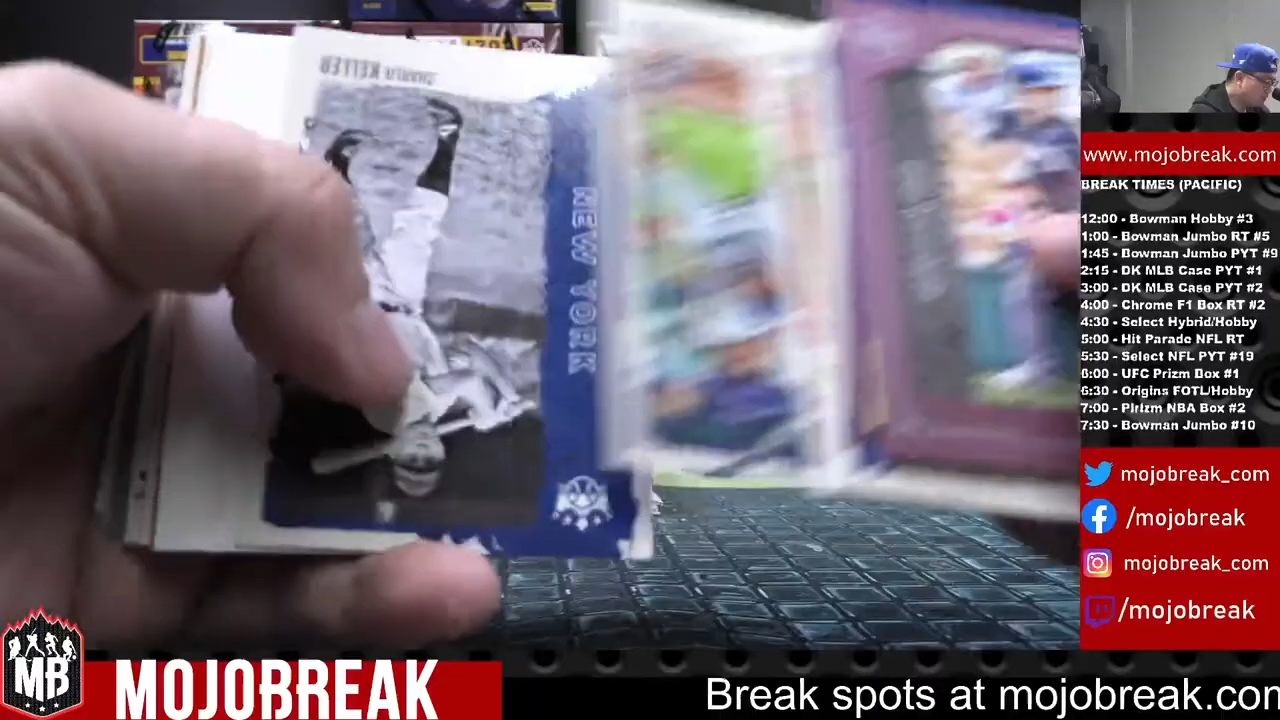 CHARLIE KELLER
NEW YORK
www.mojobreak.com
BREAK TIMES (PACIFIC)
12:00 - Bowman Hobby #3
1:00 - Bowman Jumbo RT #5
1:45 - Bowman Jumbo PYT #9
2:15 - DK MLB Case PYT #1
3:00 - DK MLB Case PYT #2
4:00 - Chrome F1 Box RT #2
4:30 - Select Hybrid/Hobby
5:00 - Hit Parade NFL RT
5:30 - Select NFL PYT #19
6:00 - UFC Prizm Box #1
6:30 - Origins FOTL/Hobby
7:00 - Pirizm NBA Box #2
7:30 - Bowman Jumbo #10
mojobreak_com
/mojobreak
mojobreak_com
/mojobreak
MB
MOJOBREAK
Break spots at mojobreak.com